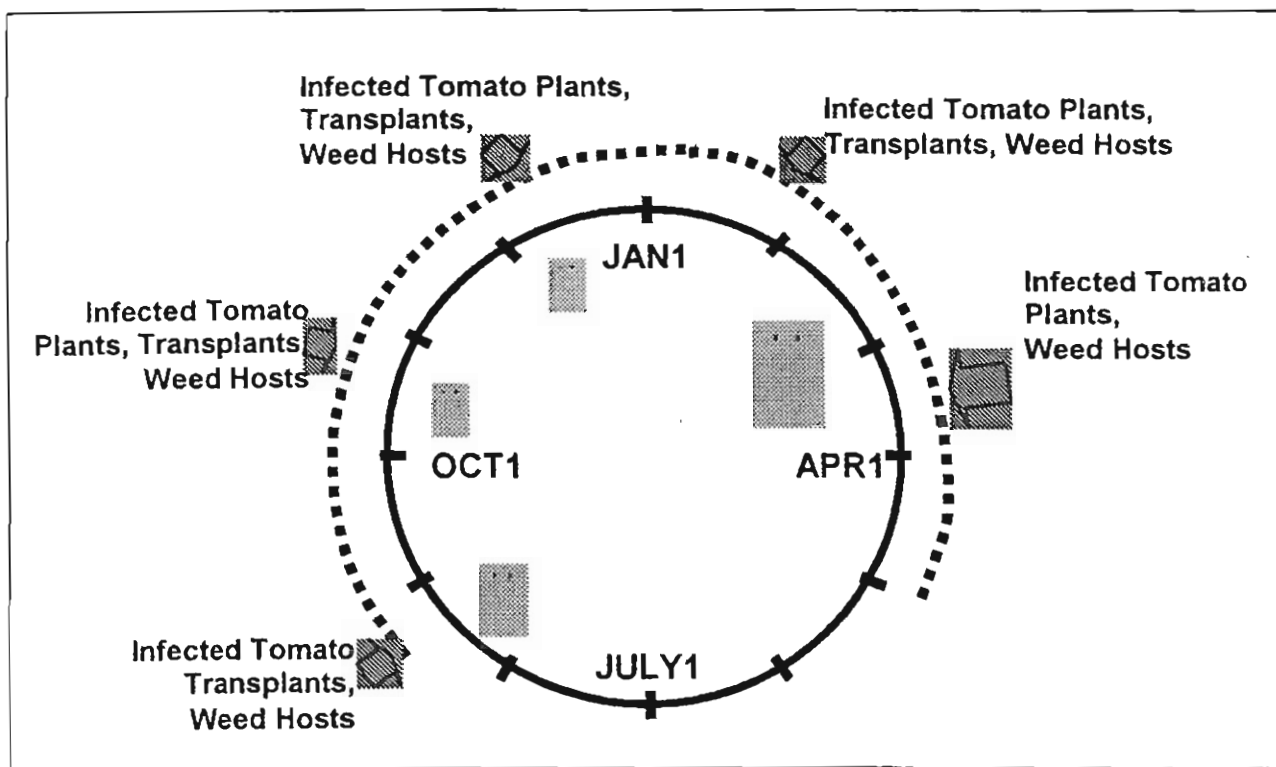 Infected Tomato Plants,
Transplants,
Weed Hosts
Infected Tomato Plants,
Transplants, Weed Hosts
JAN1
Infected Tomato
Plants,
Weed Hosts
Infected Tomato
Plants, Transplants
Weed Hosts
OCT1
APR1
Infected Tomato
Transplants,
Weed Hosts
JULY1